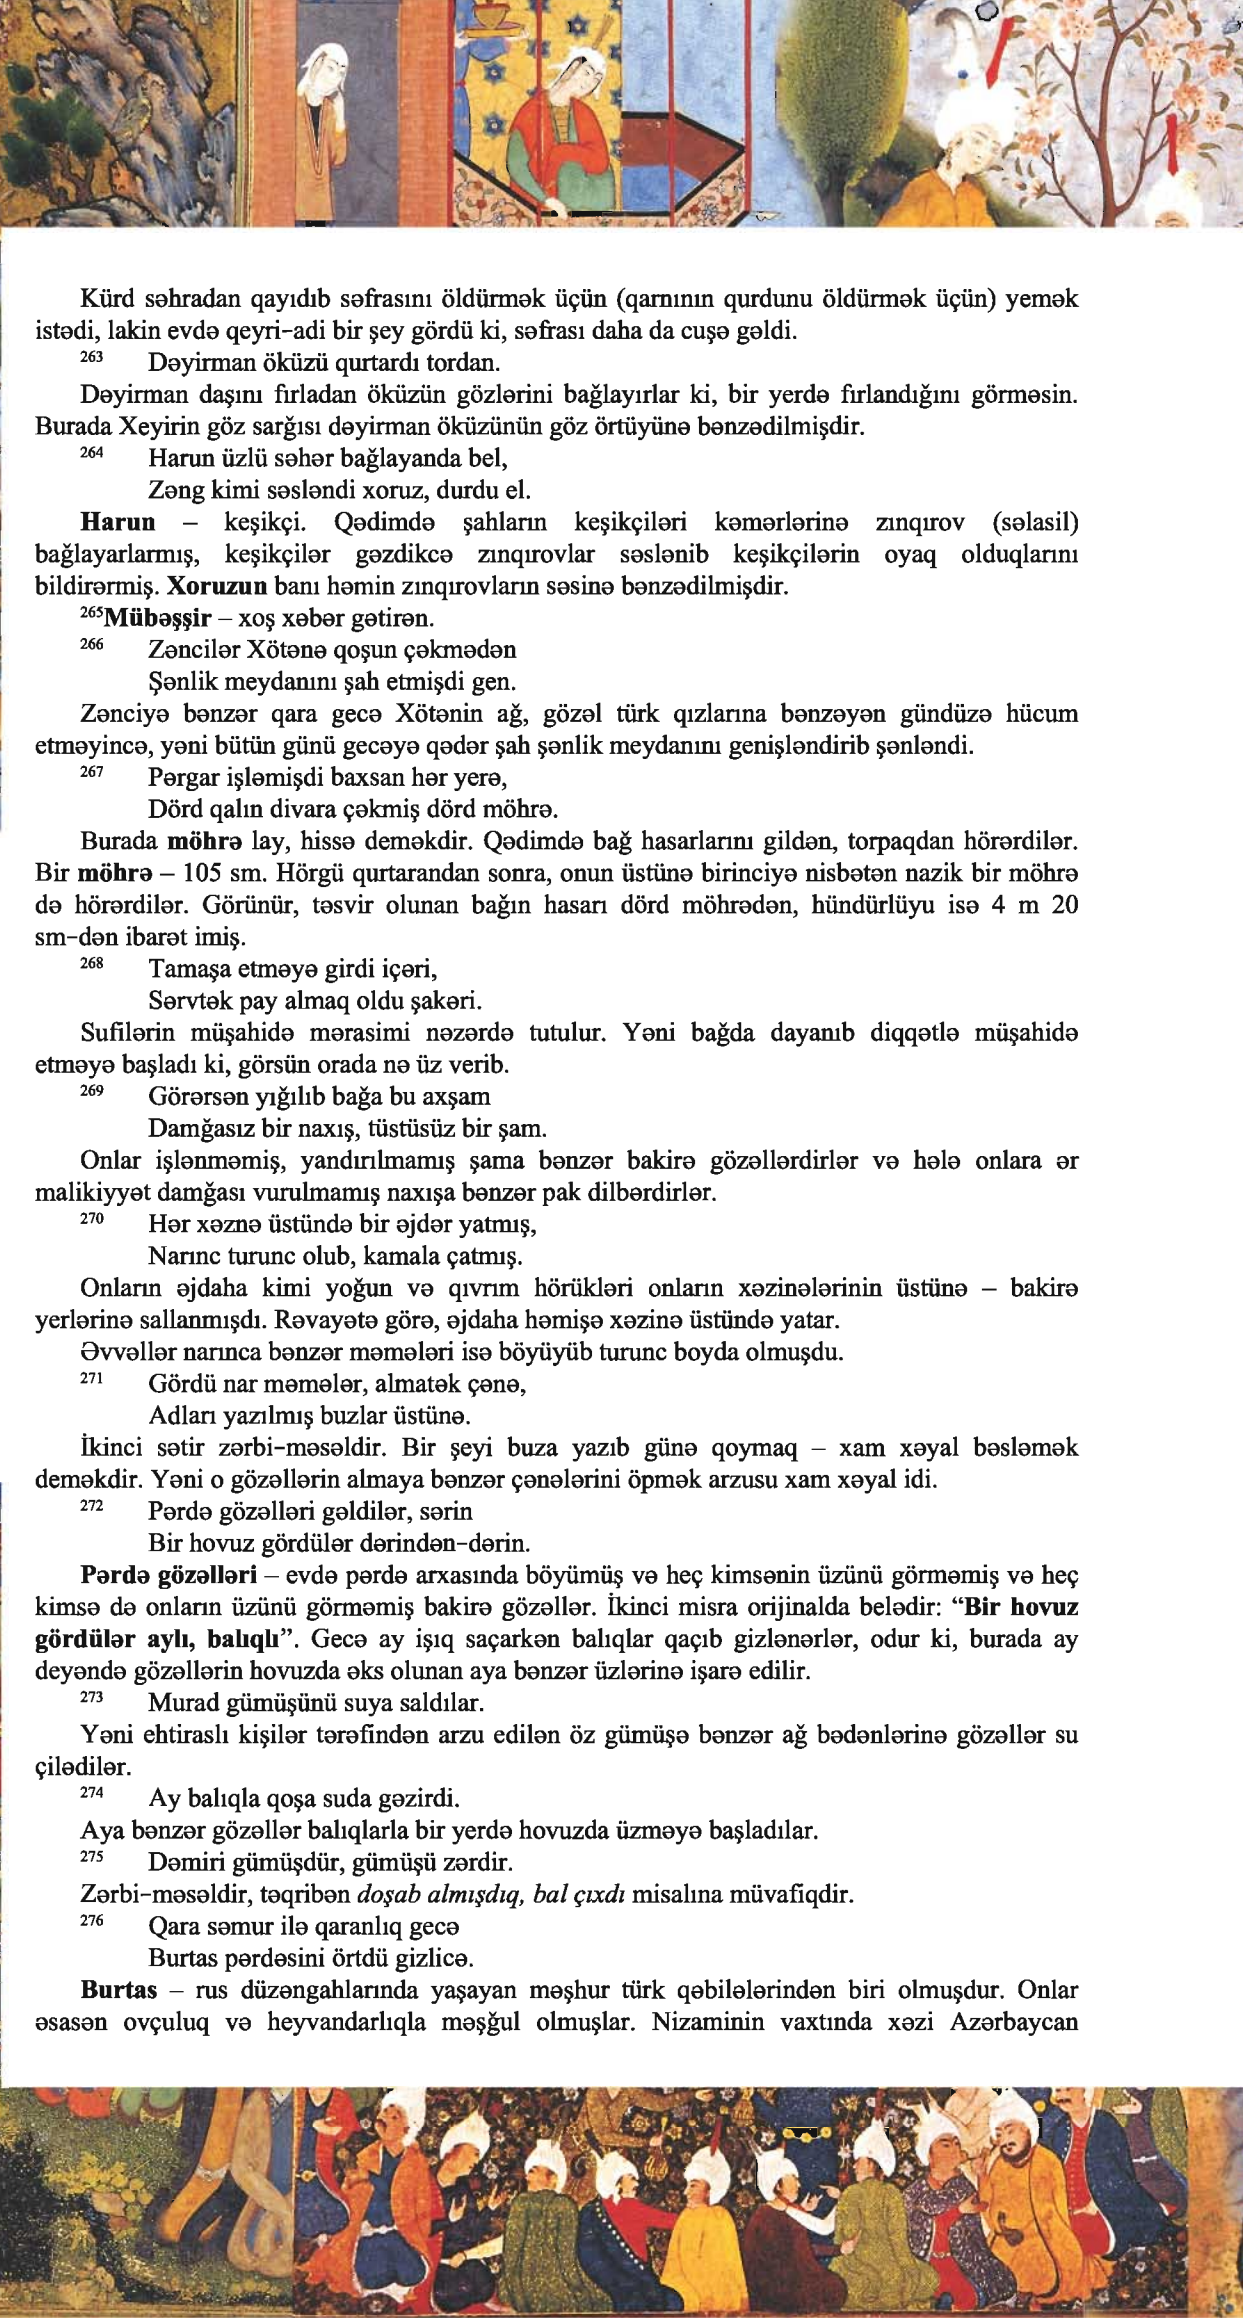 Kürd səhradan qayıdıb səfrasını öldürmək üçün (qarnının qurdunu öldürmək üçün) yemək
istədi, lakin evdə qeyri-adi bir şey gördü ki, səfrası daha da cuşə gəldi.
263 Dəyirman öküzü qurtardı tordan.
Dəyirman daşını fırladan öküzün gözlərini bağlayırlar ki, bir yerdə fırlandığını görməsin.
Burada Xeyirin göz sarğısı dəyirman öküzünün göz örtüyünə bənzədilmişdir.
264 Harun üzlü səhər bağlayanda bel,
Zəng kimi səsləndi xoruz, durdu el.
Harun – keşikçi. Qədimdə şahların keşikçiləri kəmərlərinə zınqırov (səlasil)
bağlayarlarmış, keşikçilər gəzdikcə zınqırovlar səslənib keşikçilərin oyaq olduqlarını
bildirərmiş. Xoruzun banı həmin zınqırovların səsinə bənzədilmişdir.
265Mübəşşir – xoş xəbər gətirən.
266 Zəncilər Xötənə qoşun çəkmədən
Şənlik meydanını şah etmişdi gen.
Zənciyə bənzər qara gecə Xötənin ağ, gözəl türk qızlarına bənzəyən gündüzə hücum
etməyincə, yəni bütün günü gecəyə qədər şah şənlik meydanını genişləndirib şənləndi.
267 Pərgar işləmişdi baxsan hər yerə,
Dörd qalın divara çəkmiş dörd möhrə.
Burada möhrə lay, hissə deməkdir. Qədimdə bağ hasarlarını gildən, torpaqdan hörərdilər.
Bir möhrə – 105 sm. Hörgü qurtarandan sonra, onun üstünə birinciyə nisbətən nazik bir möhrə
də hörərdilər. Görünür, təsvir olunan bağın hasarı dörd möhrədən, hündürlüyu isə 4 m 20
sm-dən ibarət imiş.
268 Tamaşa etməyə girdi içəri,
Sərvtək pay almaq oldu şakəri.
Sufilərin müşahidə mərasimi nəzərdə tutulur. Yəni bağda dayanıb diqqətlə müşahidə
etməyə başladı ki, görsün orada nə üz verib.
269 Görərsən yığılıb bağa bu axşam
Damğasız bir naxış, tüstüsüz bir şam.
Onlar işlənməmiş, yandırılmamış şama bənzər bakirə gözəllərdirlər və hələ onlara ər
malikiyyət damğası vurulmamış naxışa bənzər pak dilbərdirlər.
270 Hər xəznə üstündə bir əjdər yatmış,
Narınc turunc olub, kamala çatmış.
Onların əjdaha kimi yoğun və qıvrım hörükləri onların xəzinələrinin üstünə – bakirə
yerlərinə sallanmışdı. Rəvayətə görə, əjdaha həmişə xəzinə üstündə yatar.
Əvvəllər narınca bənzər məmələri isə böyüyüb turunc boyda olmuşdu.
271 Gördü nar məmələr, almatək çənə,
Adları yazılmış buzlar üstünə.
İkinci sətir zərbi-məsəldir. Bir şeyi buza yazıb günə qoymaq – xam xəyal bəsləmək
deməkdir. Yəni o gözəllərin almaya bənzər çənələrini öpmək arzusu xam xəyal idi.
272 Pərdə gözəlləri gəldilər, sərin
Bir hovuz gördülər dərindən-dərin.
Pərdə gözəlləri – evdə pərdə arxasında böyümüş və heç kimsənin üzünü görməmiş və heç
kimsə də onların üzünü görməmiş bakirə gözəllər. İkinci misra orijinalda belədir: “Bir hovuz
gördülər aylı, balıqlı”. Gecə ay işıq saçarkən balıqlar qaçıb gizlənərlər, odur ki, burada ay
deyəndə gözəllərin hovuzda əks olunan aya bənzər üzlərinə işarə edilir.
273 Murad gümüşünü suya saldılar.
Yəni ehtiraslı kişilər tərəfindən arzu edilən öz gümüşə bənzər ağ bədənlərinə gözəllər su
çilədilər.
274 Ay balıqla qoşa suda gəzirdi.
Aya bənzər gözəllər balıqlarla bir yerdə hovuzda üzməyə başladılar.
275 Dəmiri gümüşdür, gümüşü zərdir.
Zərbi-məsəldir, təqribən doşab almışdıq, bal çıxdı misalına müvafiqdir.
276 Qara səmur ilə qaranlıq gecə
Burtas pərdəsini örtdü gizlicə.
Burtas – rus düzəngahlarında yaşayan məşhur türk qəbilələrindən biri olmuşdur. Onlar
əsasən ovçuluq və heyvandarlıqla məşğul olmuşlar. Nizaminin vaxtında xəzi Azərbaycan